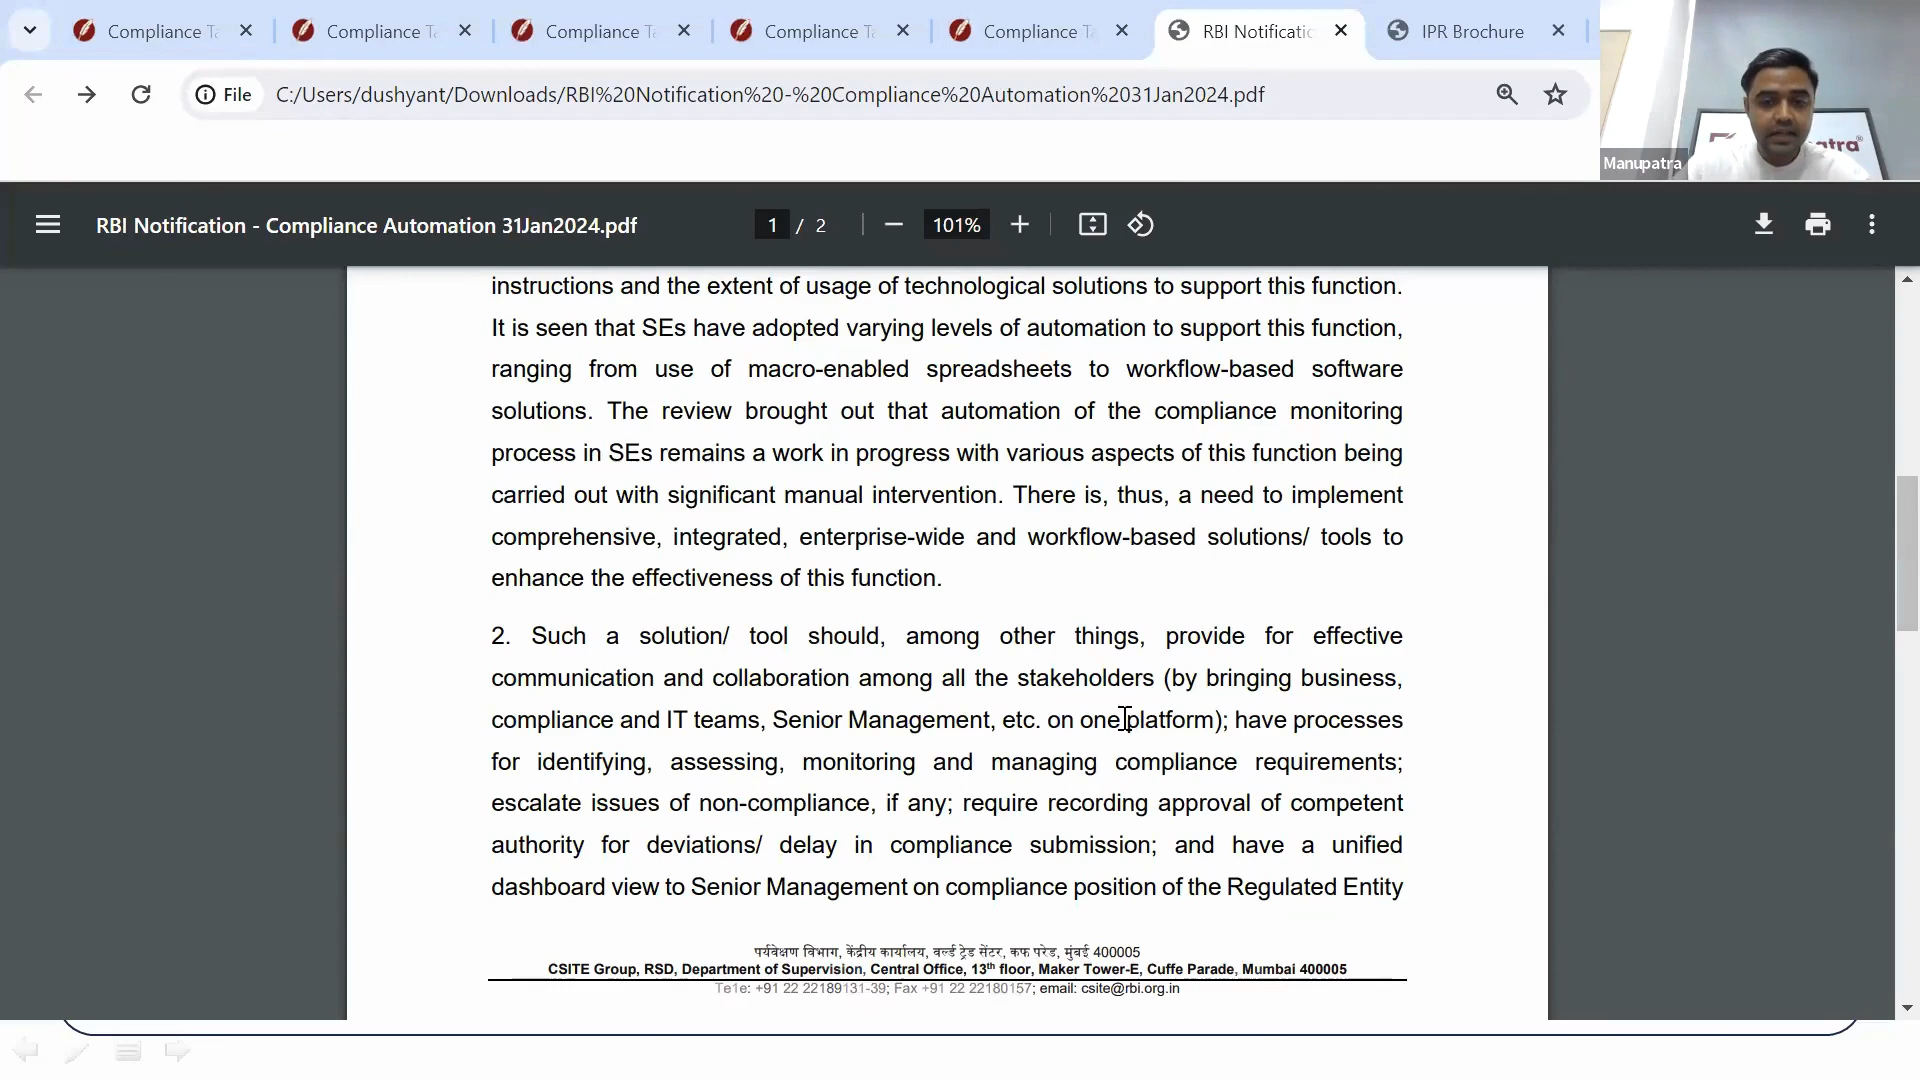 Compliance Ta
Compliance Ta
Compliance Ta
Compliance Ta
Compliance Ta
RBI Notificatio
IPR Brochure
File
C:/Users/dushyant/Downloads/RBI%20Notification%20-%20Compliance%20Automation%2031Jan2024.pdf
Manupatra
atra®
RBI Notification - Compliance Automation 31Jan2024.pdf
1 / 2
101%
instructions and the extent of usage of technological solutions to support this function.
It is seen that SEs have adopted varying levels of automation to support this function,
ranging from use of macro-enabled spreadsheets to workflow-based software
solutions. The review brought out that automation of the compliance monitoring
process in SEs remains a work in progress with various aspects of this function being
carried out with significant manual intervention. There is, thus, a need to implement
comprehensive, integrated, enterprise-wide and workflow-based solutions/ tools to
enhance the effectiveness of this function.
2. Such a solution/ tool should, among other things, provide for effective
communication and collaboration among all the stakeholders (by bringing business,
compliance and IT teams, Senior Management, etc. on one platform); have processes
for identifying, assessing, monitoring and managing compliance requirements;
escalate issues of non-compliance, if any; require recording approval of competent
authority for deviations/ delay in compliance submission; and have a unified
dashboard view to Senior Management on compliance position of the Regulated Entity
पर्यवेक्षण विभाग, केंद्रीय कार्यालय, वर्ल्ड ट्रेड सेंटर, कफ परेड, मुंबई 400005
CSITE Group, RSD, Department of Supervision, Central Office, 13th floor, Maker Tower-E, Cuffe Parade, Mumbai 400005
Te1e: +91 22 22189131-39; Fax +91 22 22180157; email: csite@rbi.org.in